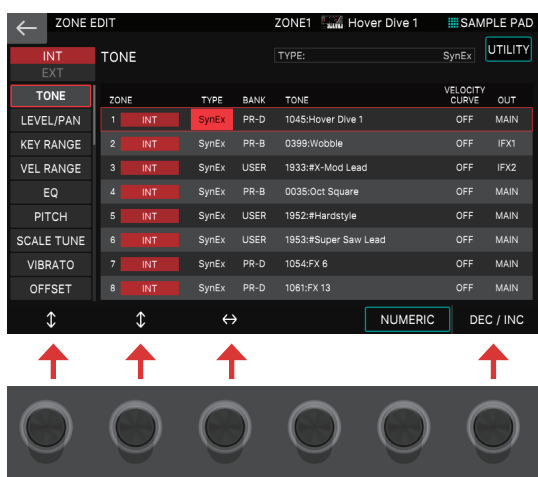 ZONE EDIT ZONE1 Hover Dive 1 SAMPLE PAD
INT TONE TYPE: SynEx UTILITY
EXT
TONE ZONE TYPE BANK TONE VELOCITY CURVE OUT
LEVEL/PAN 1 INT SynEx PR-D 1045:Hover Dive 1 OFF MAIN
KEY RANGE 2 INT SynEx PR-B 0399:Wobble OFF IFX1
VEL RANGE 3 INT SynEx USER 1933:#X-Mod Lead OFF IFX2
EQ 4 INT SynEx PR-B 0035:Oct Square OFF MAIN
PITCH 5 INT SynEx USER 1952:#Hardstyle OFF MAIN
SCALE TUNE 6 INT SynEx USER 1953:#Super Saw Lead OFF MAIN
VIBRATO 7 INT SynEx PR-D 1054:FX 6 OFF MAIN
OFFSET 8 INT SynEx PR-D 1061:FX 13 OFF MAIN
NUMERIC DEC / INC